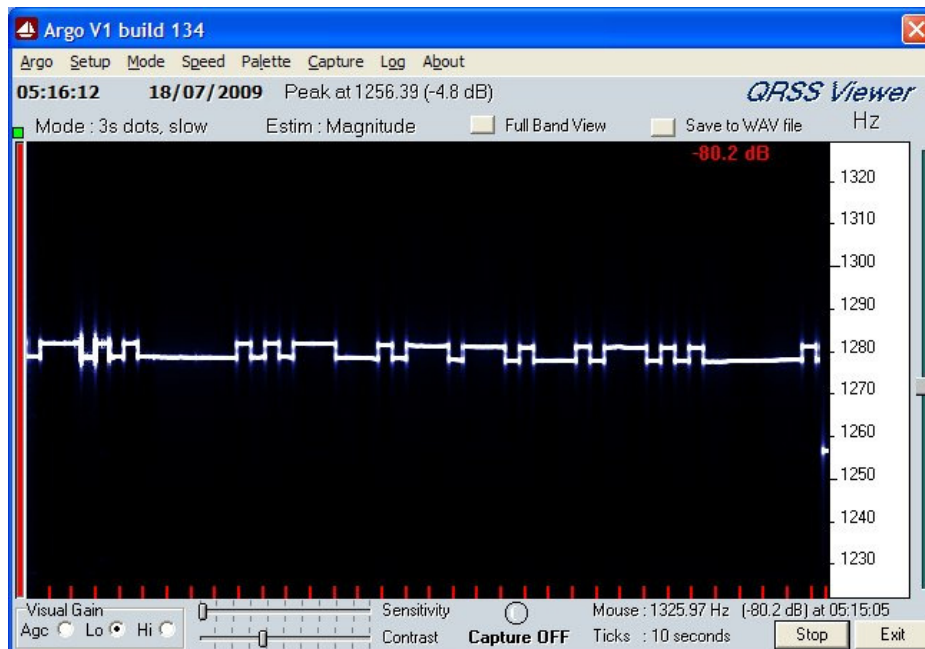 Argo V1 build 134
Argo Setup Mode Speed Palette Capture Log About
05:16:12 18/07/2009 Peak at 1256.39 (-4.8 dB) QRSS Viewer
Mode : 3s dots, slow Estim : Magnitude Full Band View Save to WAV file Hz
-80.2 dB
1320
1310
1300
1290
1280
1270
1260
1250
1240
1230
Visual Gain Sensitivity Mouse : 1325.97 Hz (-80.2 dB) at 05:15:05
Agc Lo Hi Contrast Capture OFF Ticks : 10 seconds Stop Exit